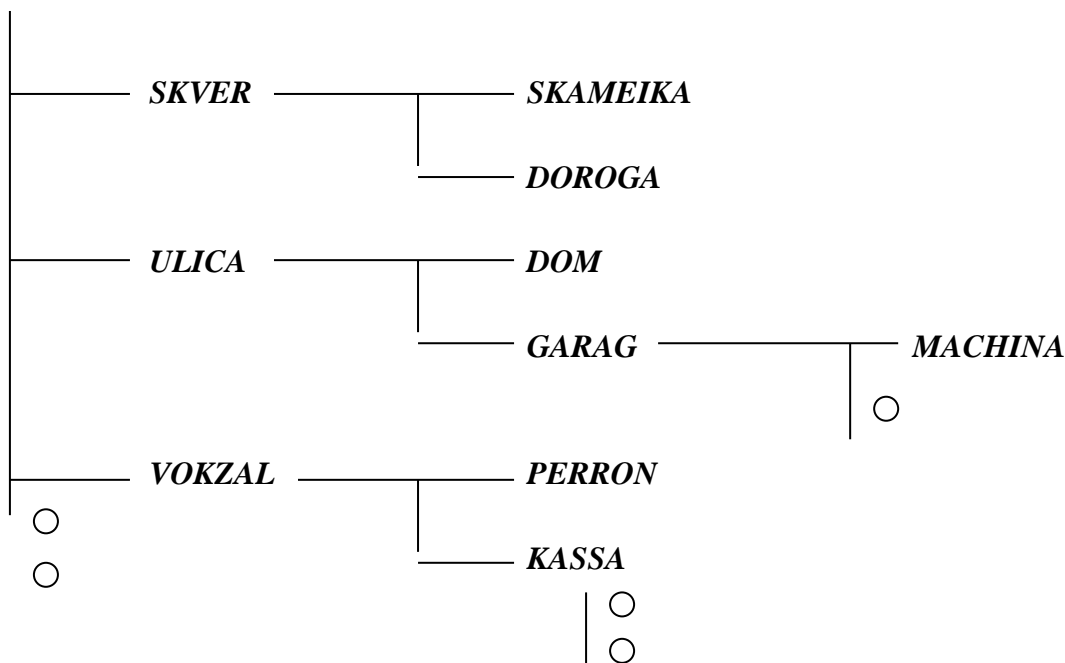 SKVER SKAMEIKA
DOROGA
ULICA DOM
GARAG MACHINA
VOKZAL PERRON
KASSA